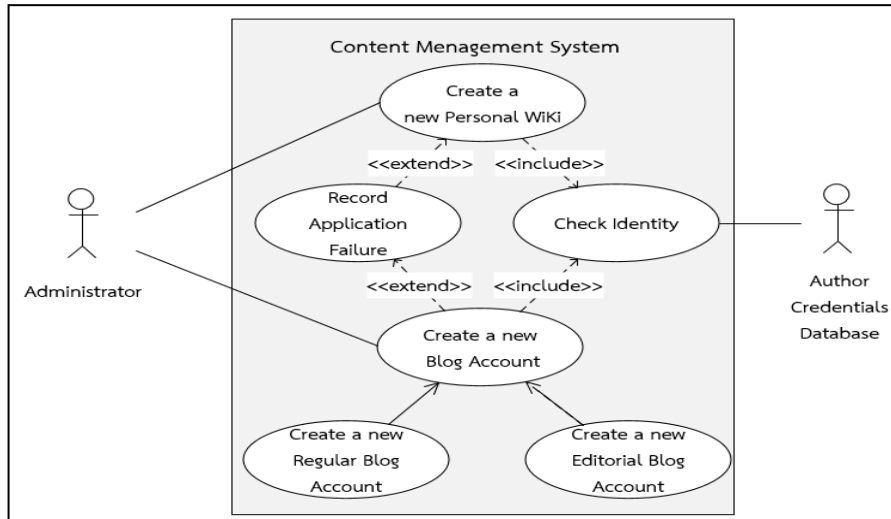 Content Menagement System
Create a
new Personal WiKi
<<extend>>
<<include>>
Record
Application
Failure
Check Identity
Administrator
Author
Credentials
Database
<<extend>>
<<include>>
Create a new
Blog Account
Create a new
Regular Blog
Account
Create a new
Editorial Blog
Account